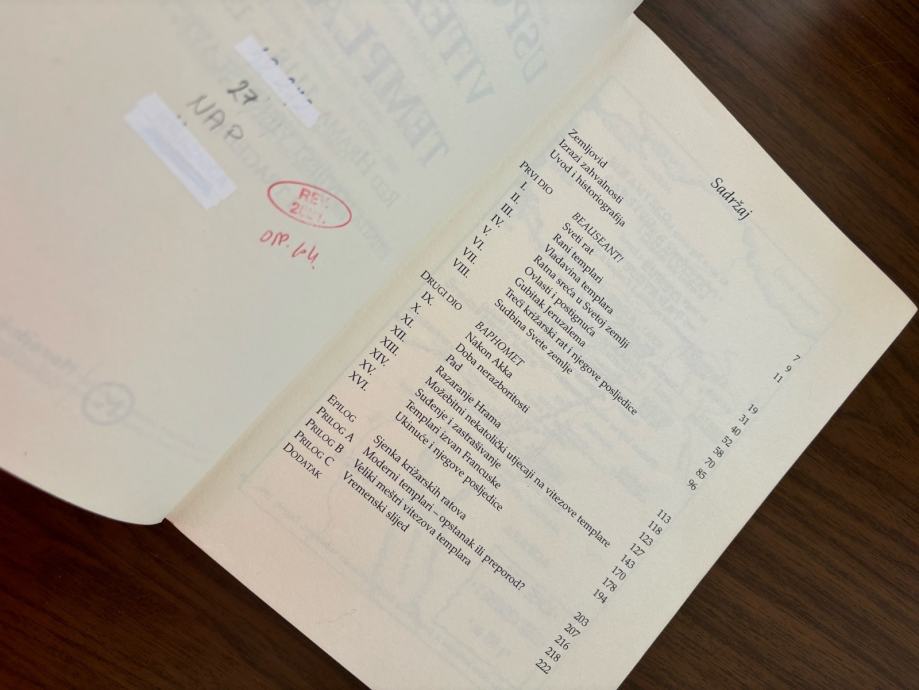 27
NAP
REV.
Sadržaj
Zemljovid 7
Izrazi zahvalnosti 9
Uvod i historiografija 11
PRVI DIO BEAUSEANT!
I. Sveti rat 19
II. Rani templari 31
III. Vladavina templara 40
IV. Ratna sreća u Svetoj zemlji 52
V. Ovlasti i postignuća 58
VI. Gubitak Jeruzalema 70
VII. Treći križarski rat i njegove posljedice 85
VIII. Sudbina Svete zemlje 96
DRUGI DIO BAPHOMET
IX. Nakon Akka 113
X. Doba nerazboritosti 118
XI. Pad 123
XII. Razaranje Hrama 127
XIII. Možebitni nekatolički utjecaji na vitezove templare 143
XIV. Suđenje i zastrašivanje 170
XV. Templari izvan Francuske 178
XVI. Ukinuće i njegove posljedice 194
EPILOG Sjenka križarskih ratova 203
PRILOG A Moderni templari – opstanak ili preporod? 207
PRILOG B Veliki meštri vitezova templara 216
PRILOG C Vremenski slijed 218
DODATAK 222